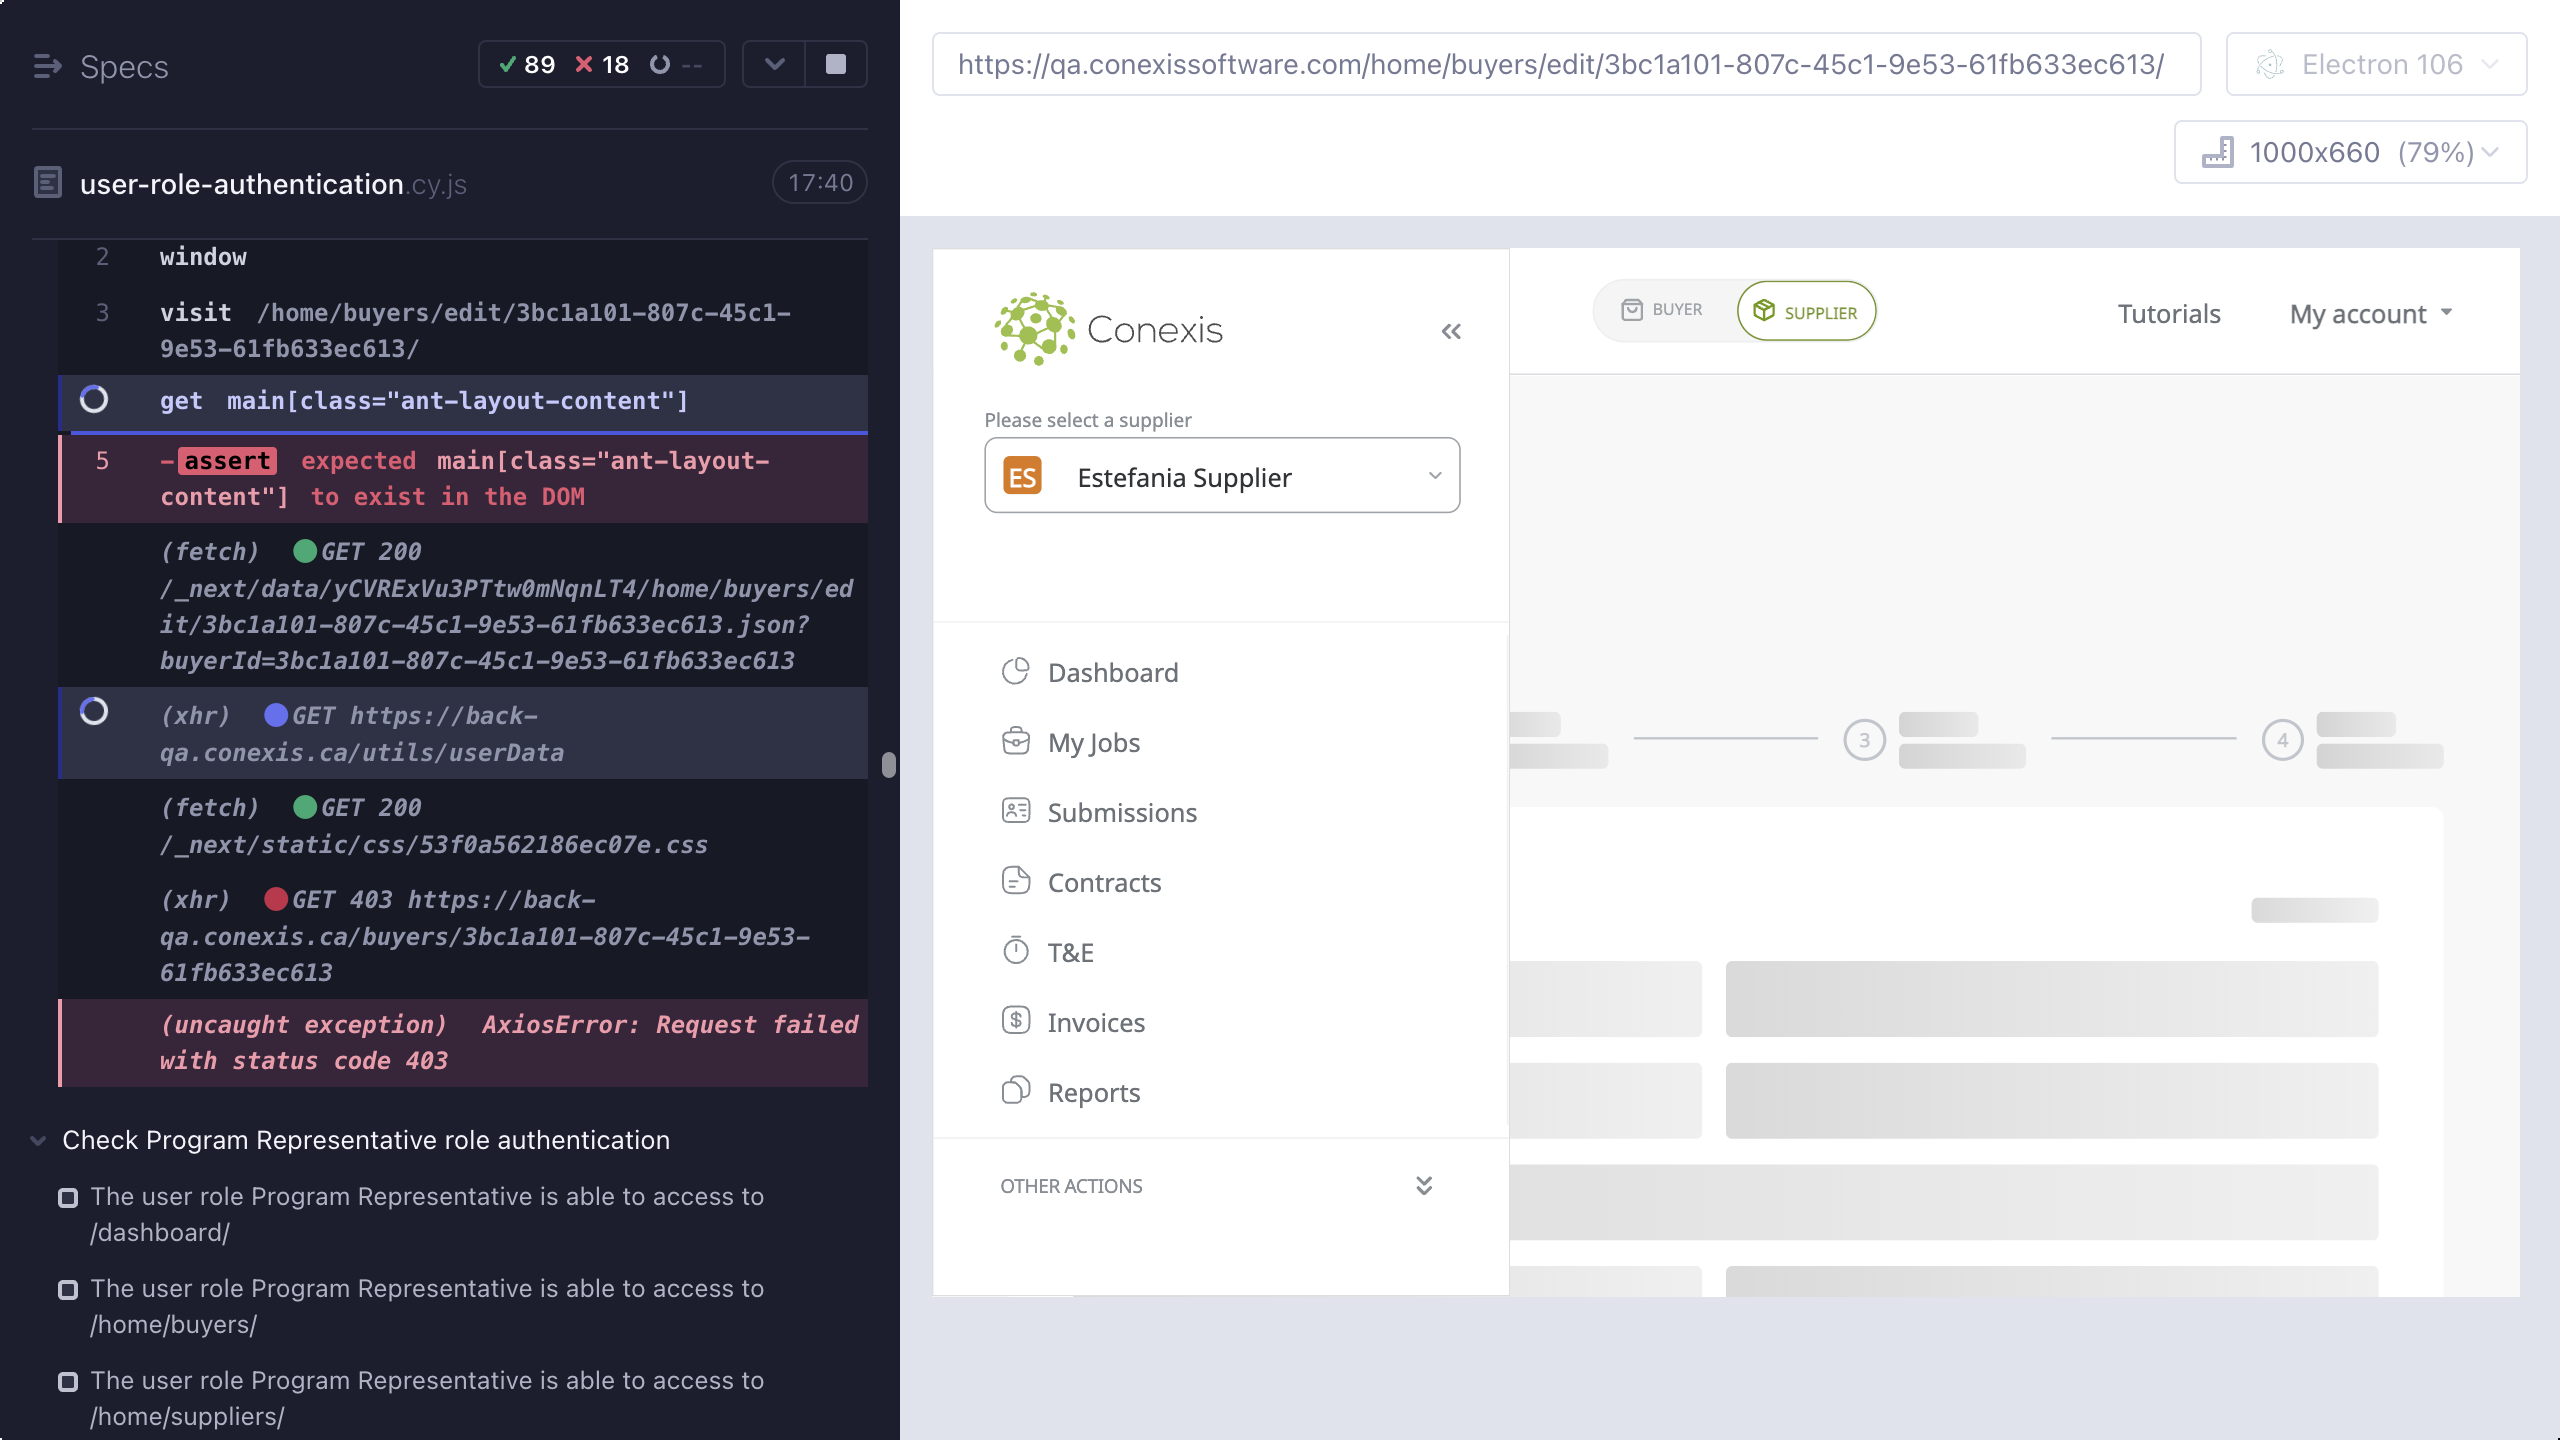 Specs
89 18 --
user-role-authentication.cy.js 17:40
2 window
3 visit /home/buyers/edit/3bc1a101-807c-45c1-
9e53-61fb633ec613/
get main[class="ant-layout-content"]
5 -assert expected main[class="ant-layout-
content"] to exist in the DOM
(fetch) GET 200
/_next/data/yCVRExVu3PTtw0mNqnLT4/home/buyers/ed
it/3bc1a101-807c-45c1-9e53-61fb633ec613.json?
buyerId=3bc1a101-807c-45c1-9e53-61fb633ec613
(xhr) GET https://back-
qa.conexis.ca/utils/userData
(fetch) GET 200
/_next/static/css/53f0a562186ec07e.css
(xhr) GET 403 https://back-
qa.conexis.ca/buyers/3bc1a101-807c-45c1-9e53-
61fb633ec613
(uncaught exception) AxiosError: Request failed
with status code 403
Check Program Representative role authentication
The user role Program Representative is able to access to
/dashboard/
The user role Program Representative is able to access to
/home/buyers/
The user role Program Representative is able to access to
/home/suppliers/
https://qa.conexissoftware.com/home/buyers/edit/3bc1a101-807c-45c1-9e53-61fb633ec613/
Electron 106
1000x660 (79%)
Conexis
BUYER SUPPLIER
Tutorials
My account
Please select a supplier
ES Estefania Supplier
Dashboard
My Jobs
Submissions
Contracts
T&E
Invoices
Reports
OTHER ACTIONS
3
4